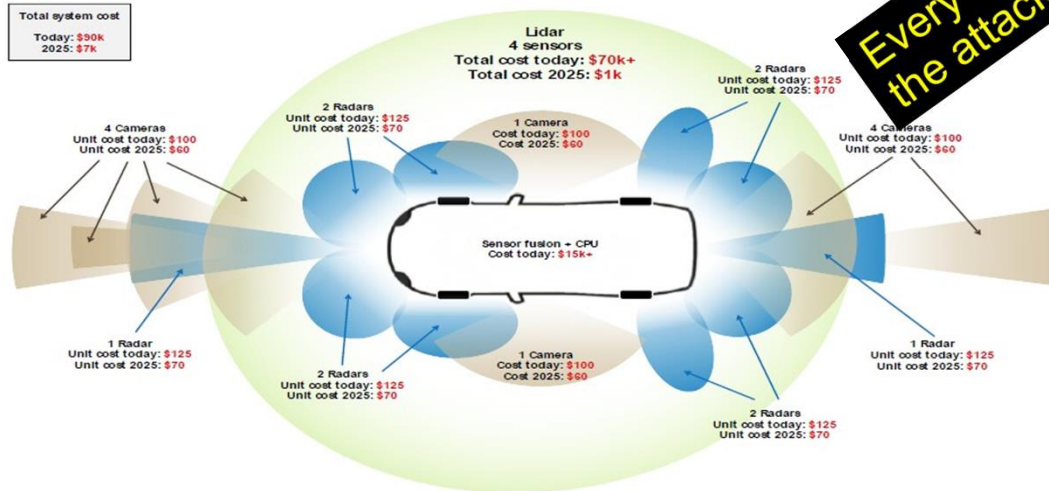 Total system cost
Today: $90k
2025: $7k
Every
the attack
Lidar
4 sensors
Total cost today: $70k+
Total cost 2025: $1k
2 Radars
Unit cost today: $125
Unit cost 2025: $70
2 Radars
Unit cost today: $125
Unit cost 2025: $70
1 Camera
Cost today: $100
Cost 2025: $60
4 Cameras
Unit cost today: $100
Unit cost 2025: $60
4 Cameras
Unit cost today: $100
Unit cost 2025: $60
Sensor fusion + CPU
Cost today: $15k+
1 Radar
Unit cost today: $125
Unit cost 2025: $70
2 Radars
Unit cost today: $125
Unit cost 2025: $70
1 Camera
Cost today: $100
Cost 2025: $60
1 Radar
Unit cost today: $125
Unit cost 2025: $70
2 Radars
Unit cost today: $125
Unit cost 2025: $70